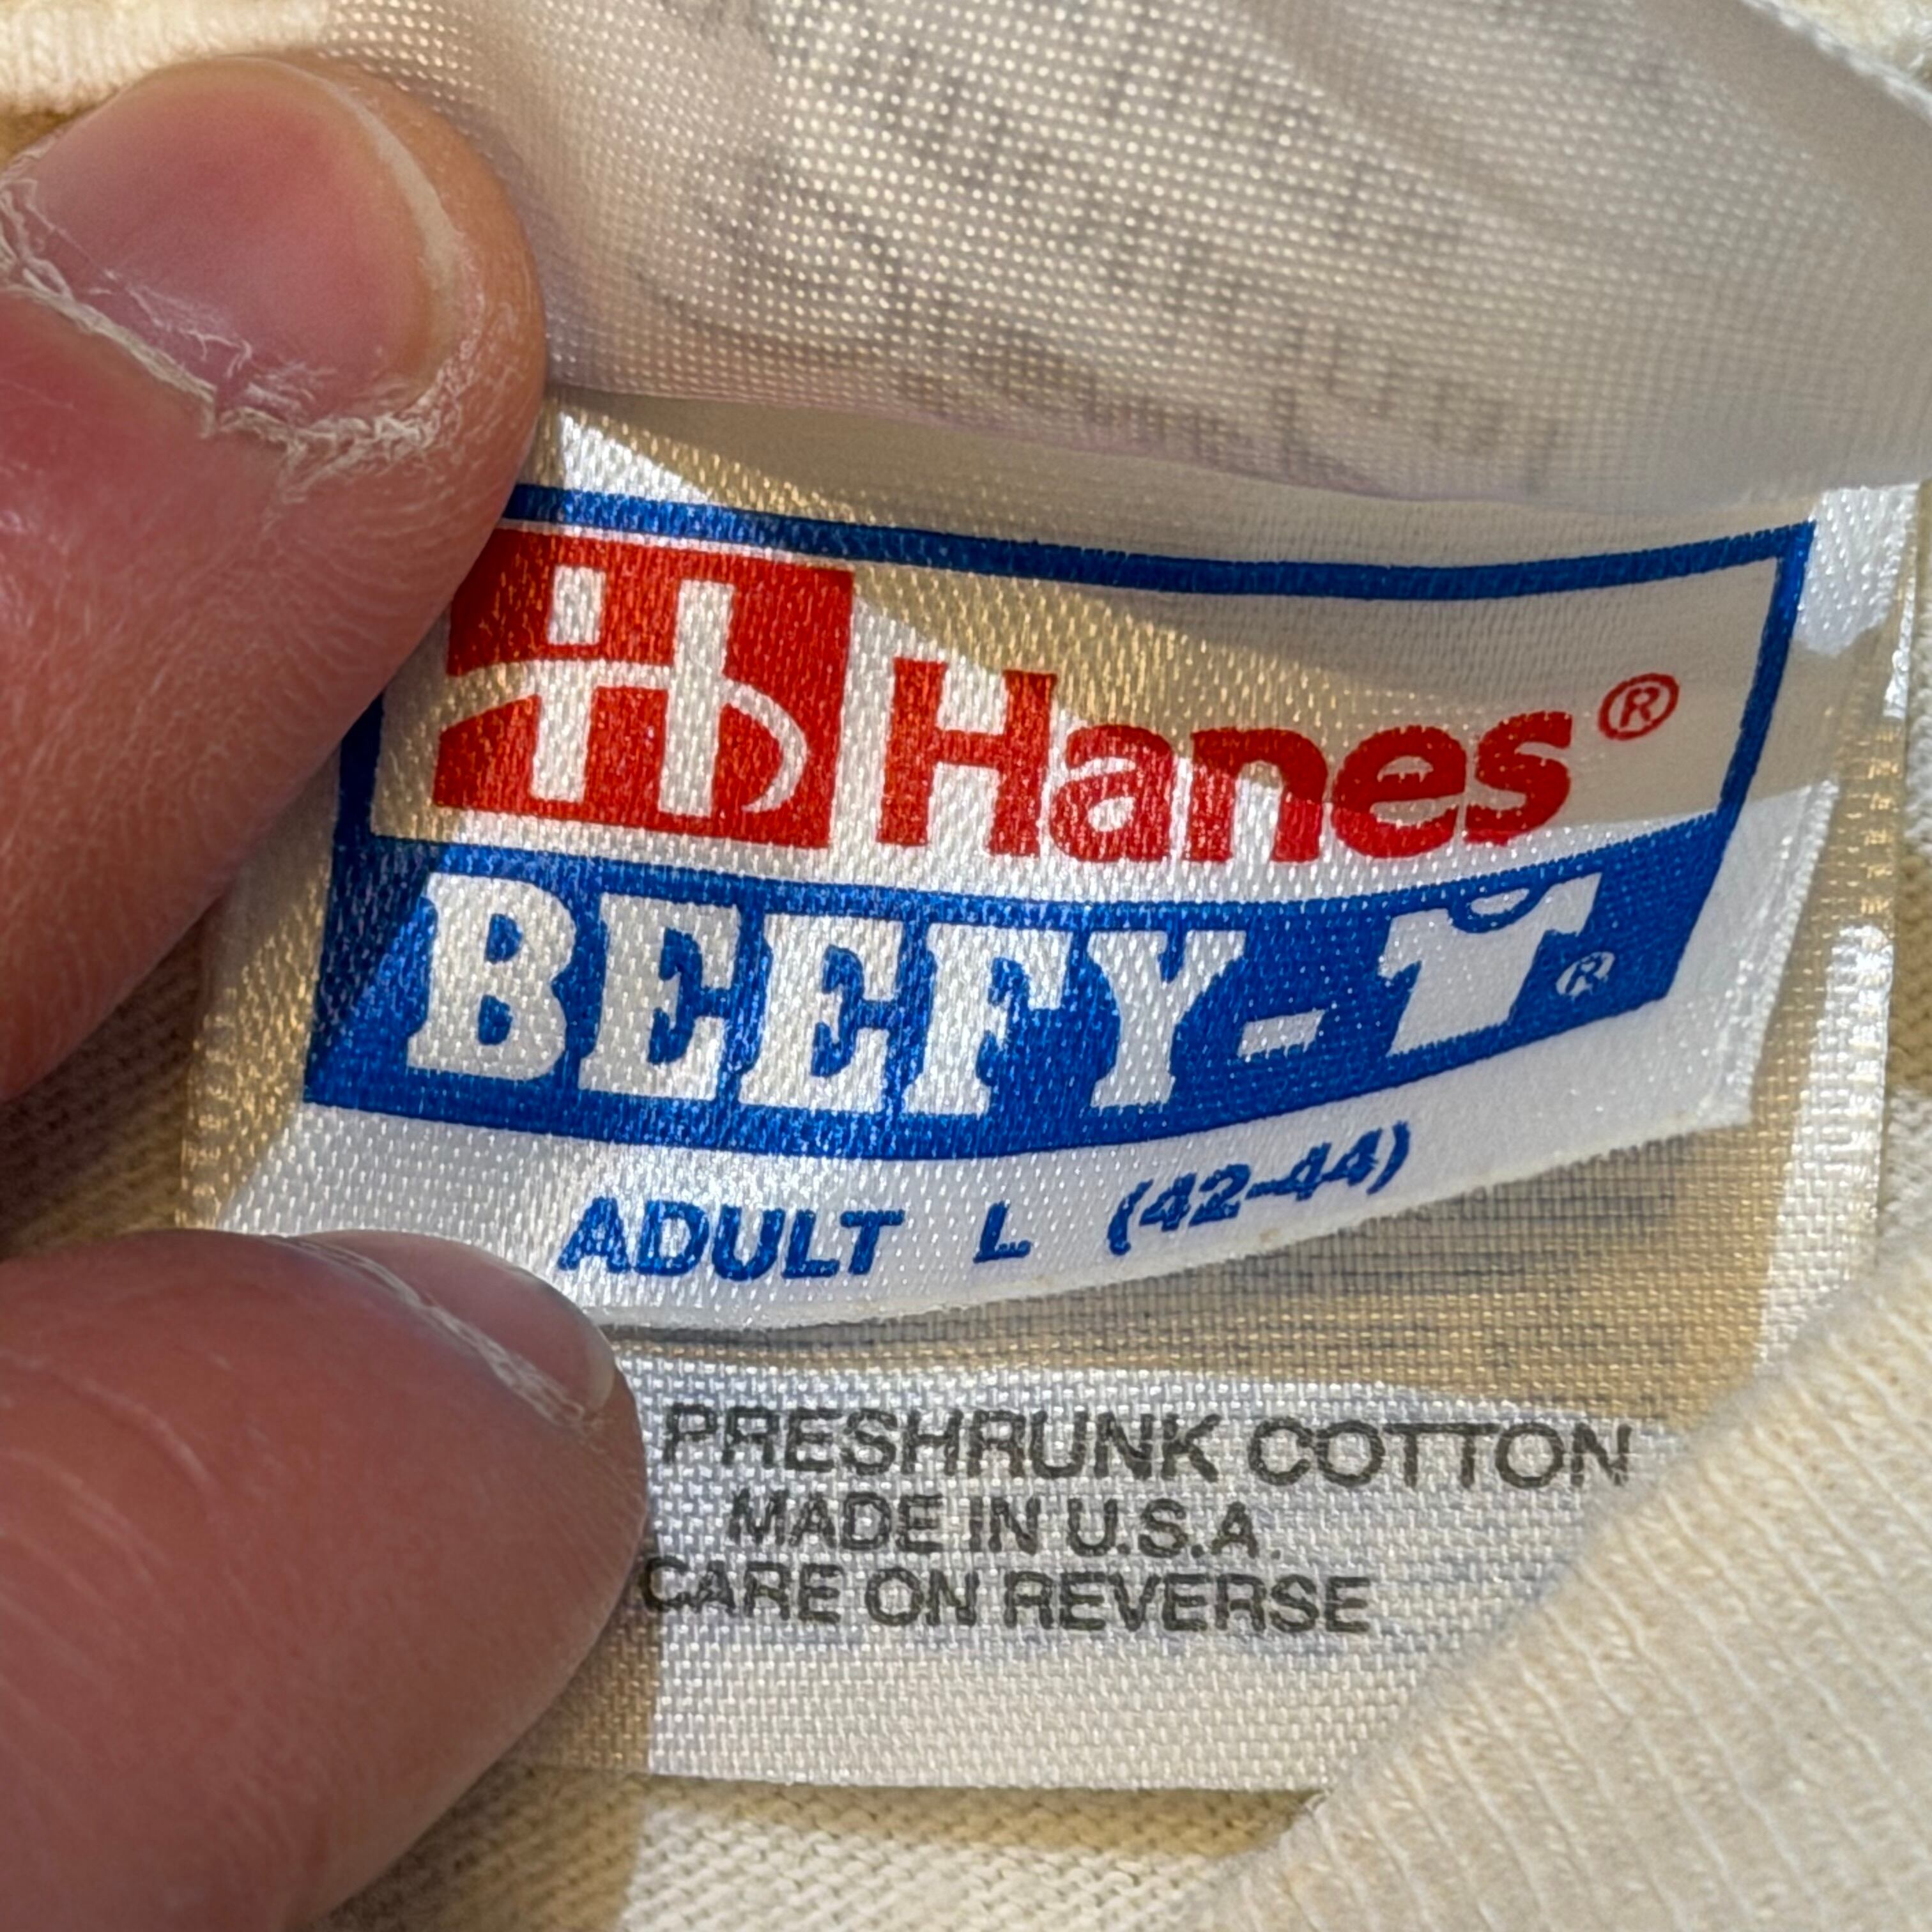 Hanes®
BEEFY-T®
ADULT L (42-44)
PRESHRUNK COTTON
MADE IN U.S.A.
CARE ON REVERSE